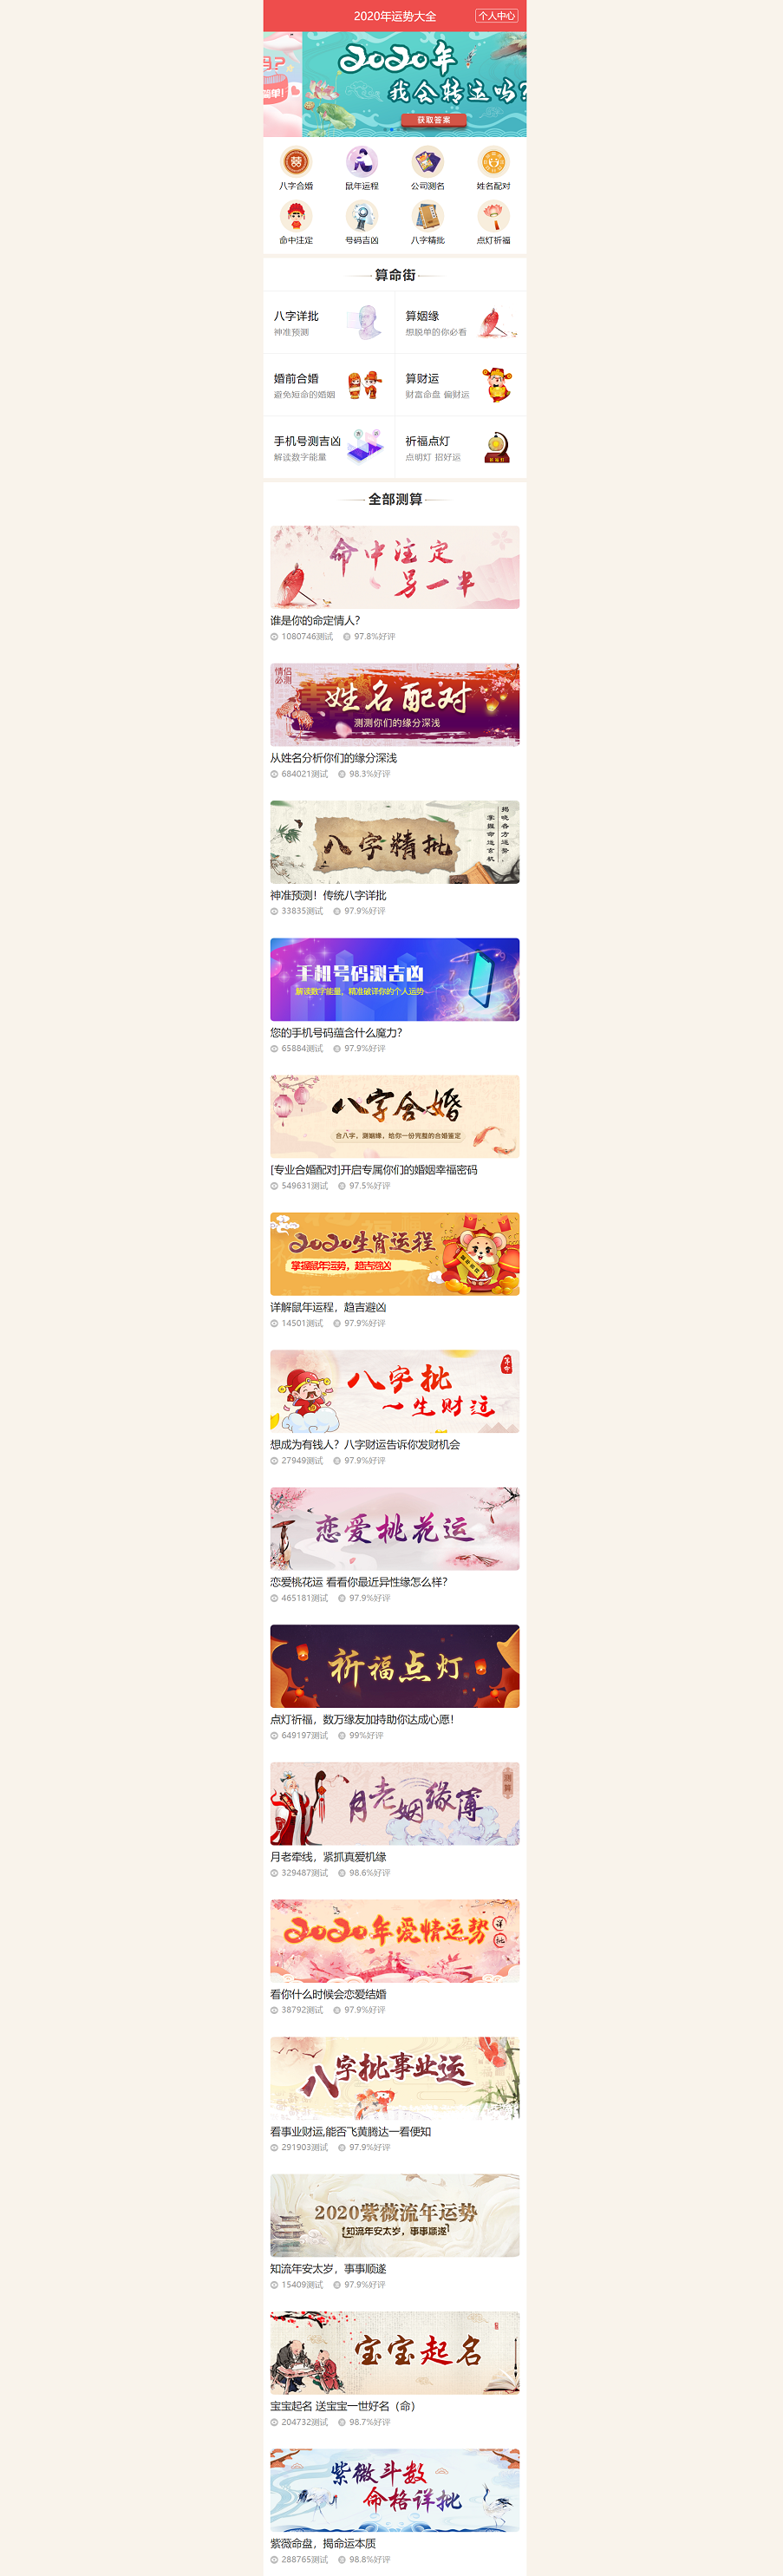 2020年运势大全
个人中心
吗?
简单!
2020年
我会转运吗?
获取答案
八字合婚
鼠年运程
公司测名
姓名配对
命中注定
号码吉凶
八字精批
点灯祈福
算命街
八字详批
神准预测
算姻缘
想脱单的你必看
婚前合婚
避免短命的婚姻
算财运
财富命盘 偏财运
手机号测吉凶
解读数字能量
祈福点灯
点明灯 招好运
全部测算
命中注定
另一半
谁是你的命定情人?
1080746测试 97.8%好评
情侣
必测
姓名配对
测测你们的缘分深浅
从姓名分析你们的缘分深浅
684021测试 98.3%好评
八字精批
揭晓各方运势,
掌握命运玄机
神准预测！传统八字详批
33835测试 97.9%好评
手机号码测吉凶
解读数字能量，精准破详你的个人运势
您的手机号码蕴含什么魔力?
65884测试 97.9%好评
八字合婚
合八字、测姻缘，给你一份完整的合婚鉴定
[专业合婚配对]开启专属你们的婚姻幸福密码
549631测试 97.5%好评
2020生肖运程
掌握鼠年运势，趋吉避凶
详解鼠年运程，趋吉避凶
14501测试 97.9%好评
八字批
一生财运
算命
想成为有钱人？八字财运告诉你发财机会
27949测试 97.9%好评
恋爱桃花运
恋爱桃花运 看看你最近异性缘怎么样?
465181测试 97.9%好评
祈福点灯
点灯祈福，数万缘友加持助你达成心愿！
649197测试 99%好评
月老姻缘簿
测算
月老牵线，紧抓真爱机缘
329487测试 98.6%好评
2020年爱情运势
详批
看你什么时候会恋爱结婚
38792测试 97.9%好评
八字批事业运
看事业财运,能否飞黄腾达一看便知
291903测试 97.9%好评
2020紫薇流年运势
【知流年安太岁，事事顺遂】
知流年安太岁，事事顺遂
15409测试 97.9%好评
宝宝起名
宝宝起名 送宝宝一世好名（命）
204732测试 98.7%好评
紫微斗数
命格详批
紫薇命盘，揭命运本质
288765测试 98.8%好评